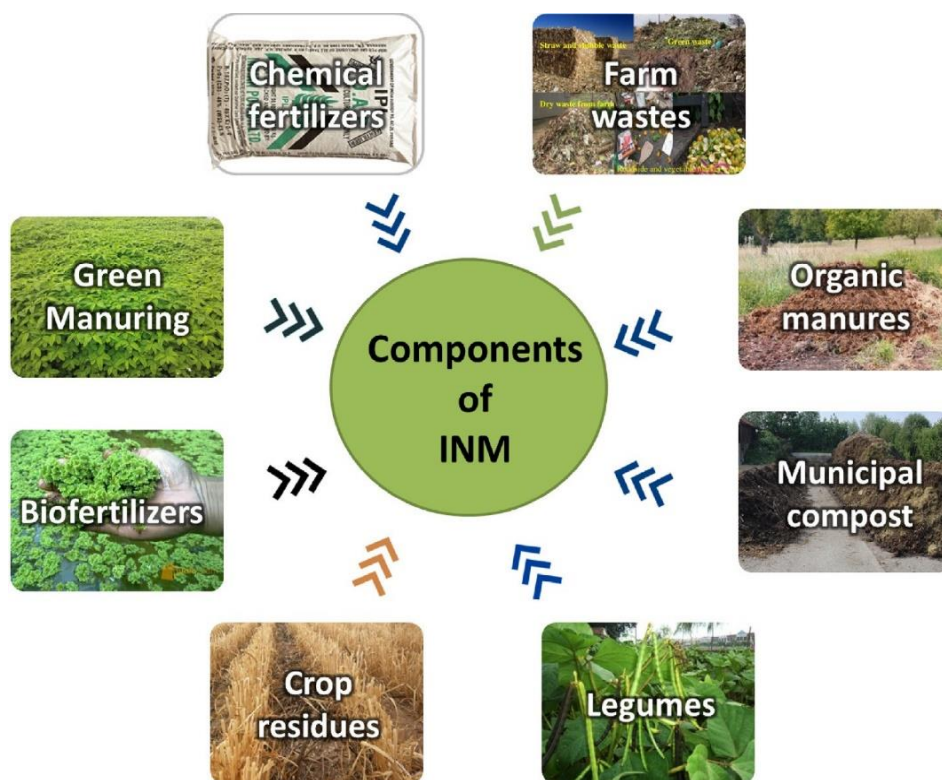 Chemical
fertilizers
Straw and stubble waste
Green waste
Farm
wastes
Dry waste from farm
Green
Manuring
Organic
manures
Components
of
INM
Biofertilizers
Municipal
compost
Crop
residues
Legumes